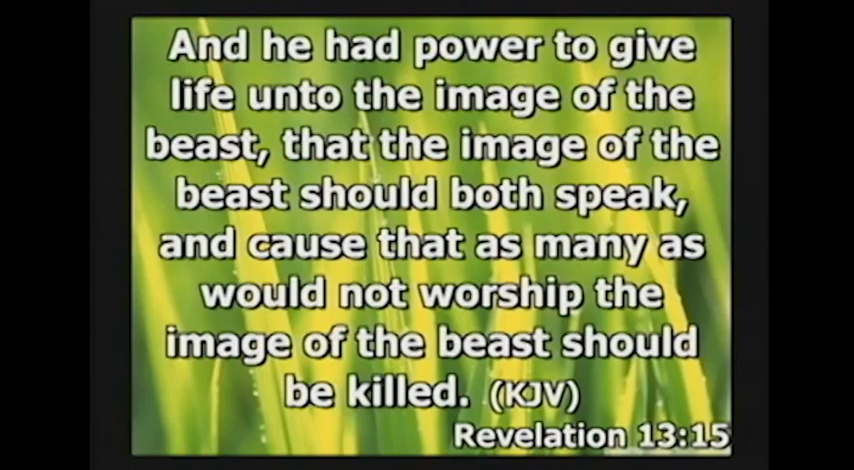 And he had power to give
life unto the image of the
beast, that the image of the
beast should both speak,
and cause that as many as
would not worship the
image of the beast should
be killed. (KJV)
Revelation 13:15